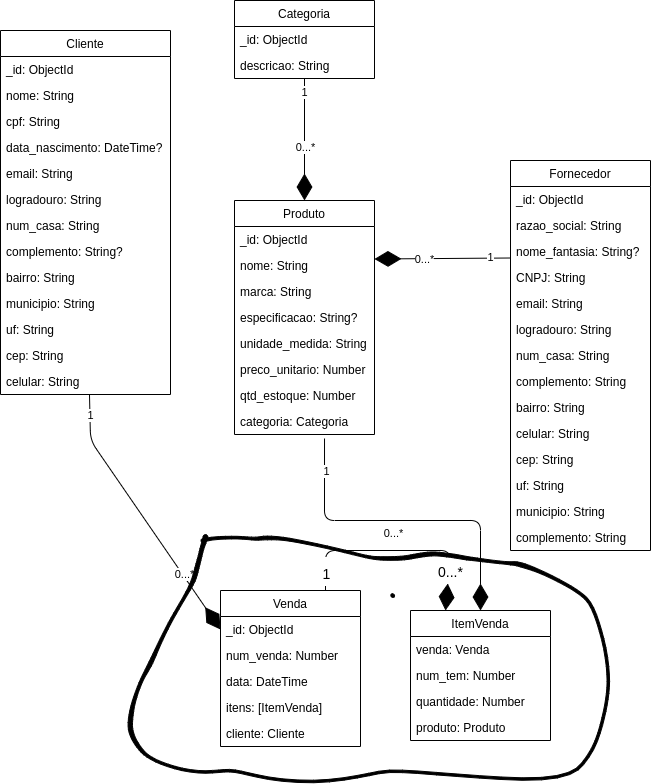 Categoria
_id: ObjectId
descricao: String
1
0...*
Cliente
_id: ObjectId
nome: String
cpf: String
data_nascimento: DateTime?
email: String
logradouro: String
num_casa: String
complemento: String?
bairro: String
municipio: String
uf: String
cep: String
celular: String
1
0...*
Produto
_id: ObjectId
nome: String
marca: String
especificacao: String?
unidade_medida: String
preco_unitario: Number
qtd_estoque: Number
categoria: Categoria
0...*
1
1
0...*
Fornecedor
_id: ObjectId
razao_social: String
nome_fantasia: String?
CNPJ: String
email: String
logradouro: String
num_casa: String
complemento: String
bairro: String
celular: String
cep: String
uf: String
municipio: String
complemento: String
1
0...*
Venda
_id: ObjectId
num_venda: Number
data: DateTime
itens: [ItemVenda]
cliente: Cliente
ItemVenda
venda: Venda
num_tem: Number
quantidade: Number
produto: Produto